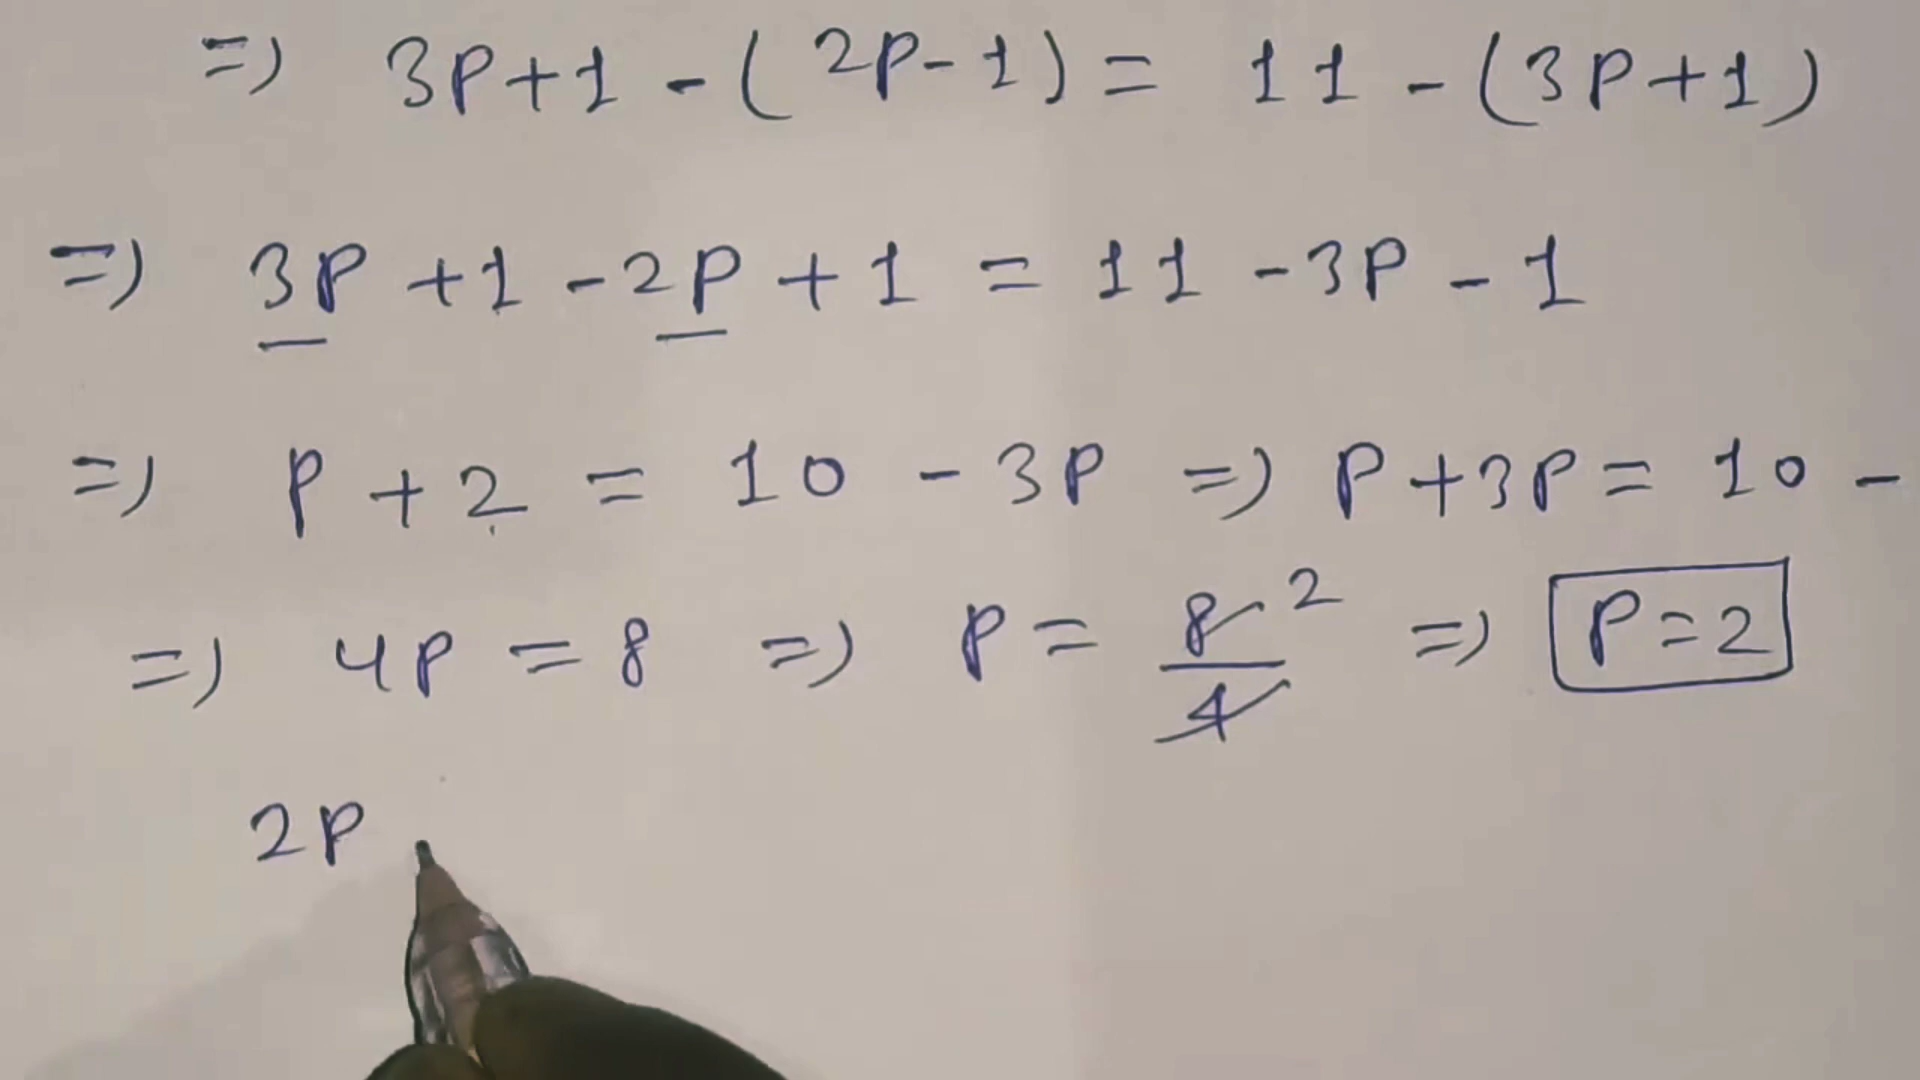 => 3P+1 - (2P-1) = 11 - (3P+1)
=> 3P +1 -2P +1 = 11 -3P -1
=> P +2 = 10 - 3P => P +3P = 10 -
=> 4P = 8 => P = 8/4 2 => P=2
2P